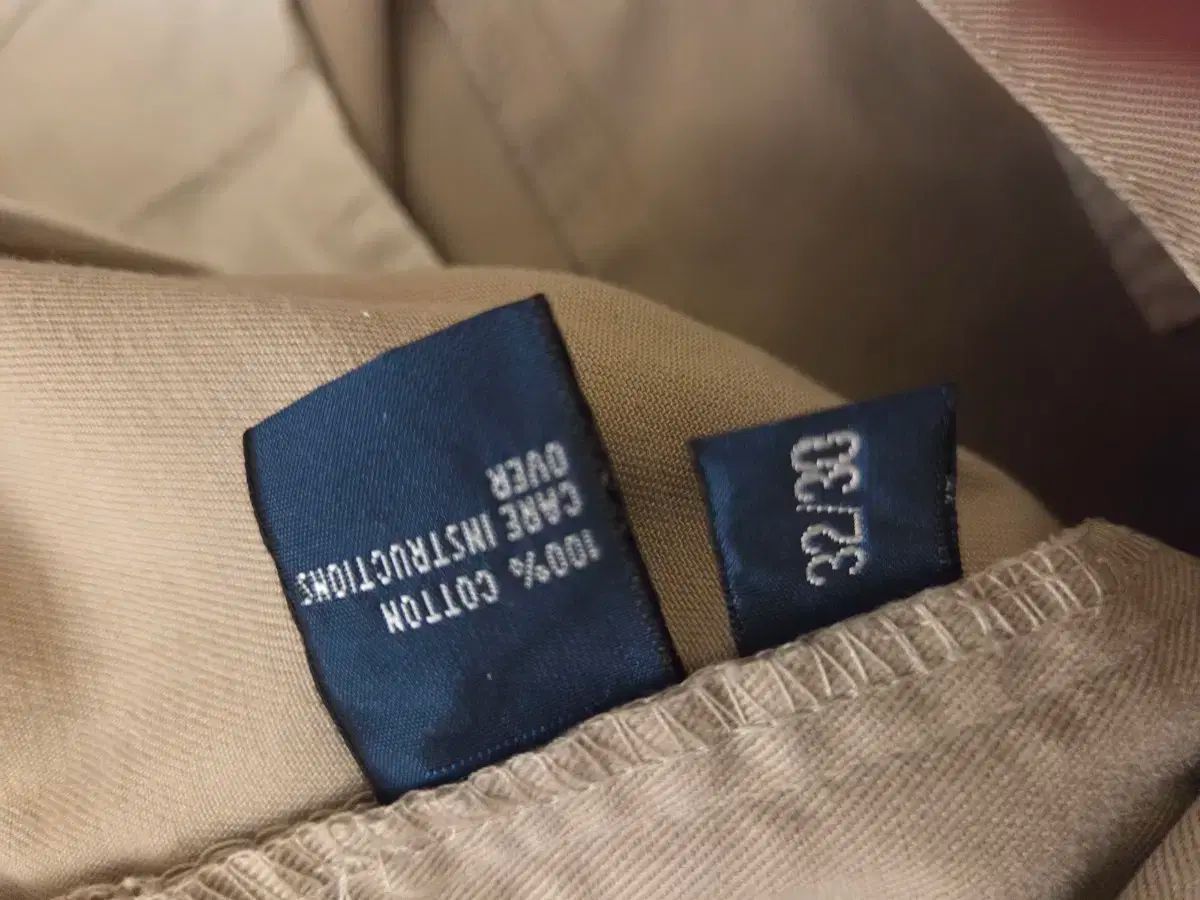 100% COTTON
CARE INSTRUCTIONS
OVER
32/30